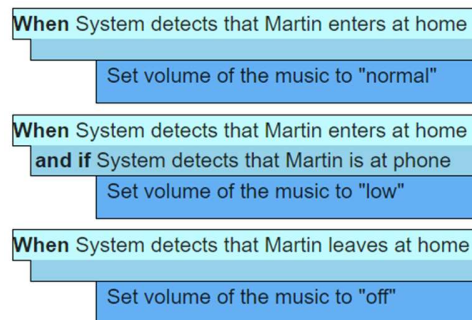 When System detects that Martin enters at home
Set volume of the music to "normal"
When System detects that Martin enters at home
and if System detects that Martin is at phone
Set volume of the music to "low"
When System detects that Martin leaves at home
Set volume of the music to "off"